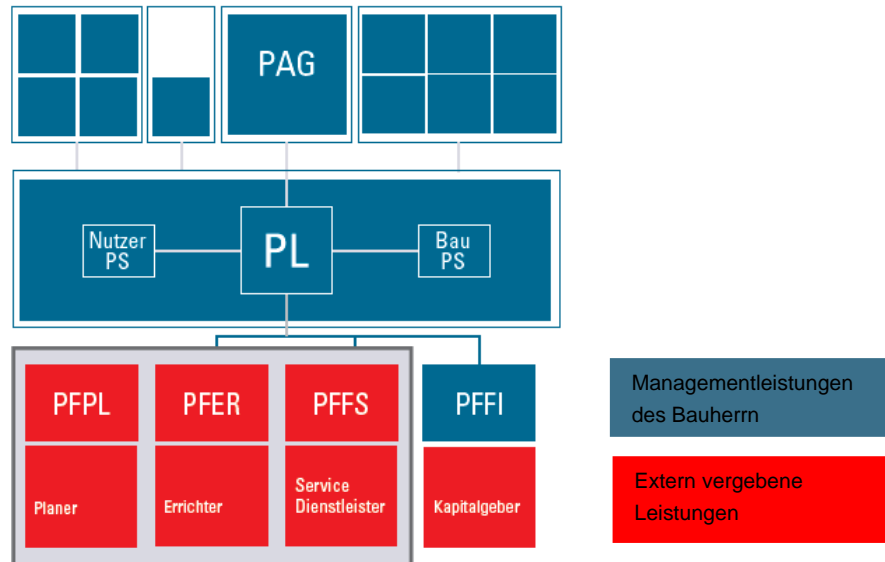 PAG
Nutzer
PS
PL
Bau
PS
PFPL
PFER
PFFS
PFFI
Planer
Errichter
Service
Dienstleister
Kapitalgeber
Managementleistungen
des Bauherrn
Extern vergebene
Leistungen